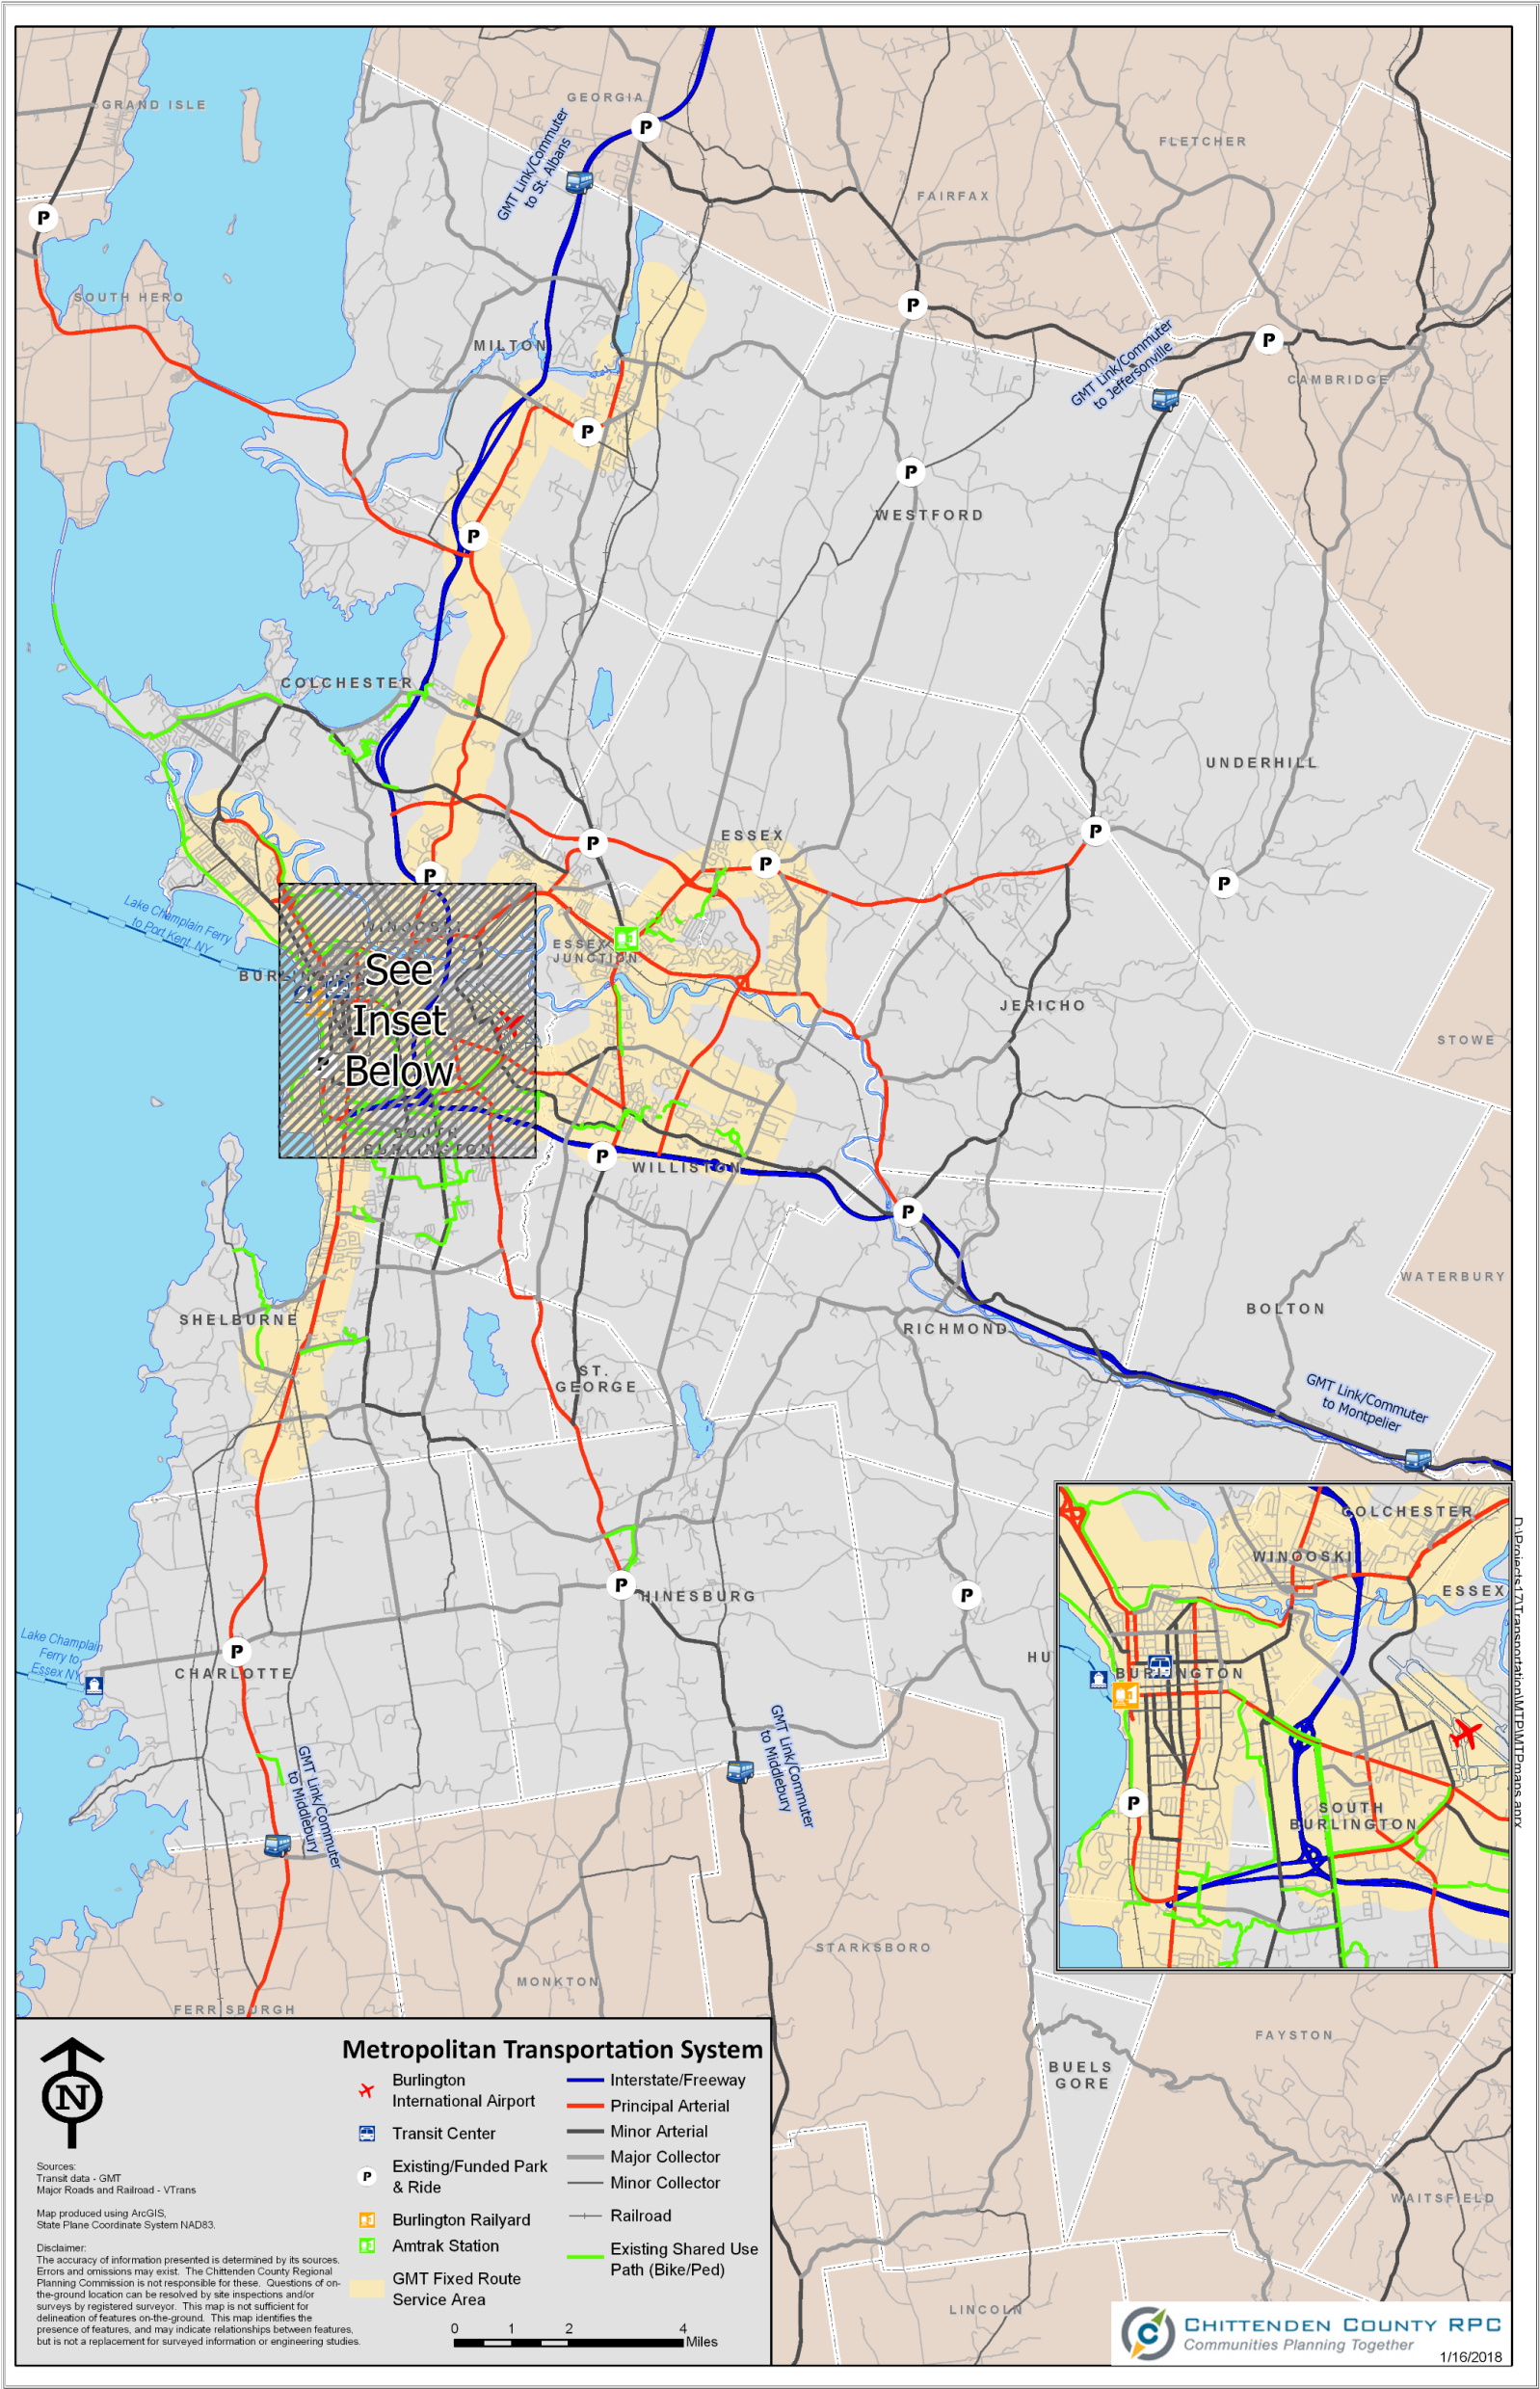 GRAND ISLE
GEORGIA
GMT Link/Commuter
to St. Albans
FLETCHER
FAIRFAX
P
P
SOUTH HERO
P
P
MILTON
GMT Link/Commuter
to Jeffersonville
CAMBRIDGE
P
P
WESTFORD
P
COLCHESTER
UNDERHILL
P
P
ESSEX
P
P
P
Lake Champlain Ferry
to Port Kent, NY
WINOOSKI
ESSEX
JUNCTION
BURLINGTON
See
Inset
Below
JERICHO
STOWE
SOUTH
BURLINGTON
P
WILLISTON
P
WATERBURY
BOLTON
SHELBURNE
RICHMOND
ST.
GEORGE
GMT Link/Commuter
to Montpelier
P
HINESBURG
P
Lake Champlain
Ferry to
Essex NY
P
CHARLOTTE
HU
GMT Link/Commuter
to Middlebury
GMT Link/Commuter
to Middlebury
COLCHESTER
WINOOSKI
ESSEX
BURLINGTON
P
SOUTH
BURLINGTON
D:\Projects17\Transportation\MTP\MTPmaps.aprx
STARKSBORO
MONKTON
FERRISBURGH
FAYSTON
BUELS
GORE
WAITSFIELD
LINCOLN
N
Metropolitan Transportation System
Burlington
International Airport
Transit Center
P
Existing/Funded Park
& Ride
Burlington Railyard
Amtrak Station
GMT Fixed Route
Service Area
Interstate/Freeway
Principal Arterial
Minor Arterial
Major Collector
Minor Collector
Railroad
Existing Shared Use
Path (Bike/Ped)
Sources:
Transit data - GMT
Major Roads and Railroad - VTrans
Map produced using ArcGIS,
State Plane Coordinate System NAD83.
Disclaimer:
The accuracy of information presented is determined by its sources.
Errors and omissions may exist. The Chittenden County Regional
Planning Commission is not responsible for these. Questions of on-
the-ground location can be resolved by site inspections and/or
surveys by registered surveyor. This map is not sufficient for
delineation of features on-the-ground. This map identifies the
presence of features, and may indicate relationships between features,
but is not a replacement for surveyed information or engineering studies.
0 1 2 4
Miles
CHITTENDEN COUNTY RPC
Communities Planning Together
1/16/2018